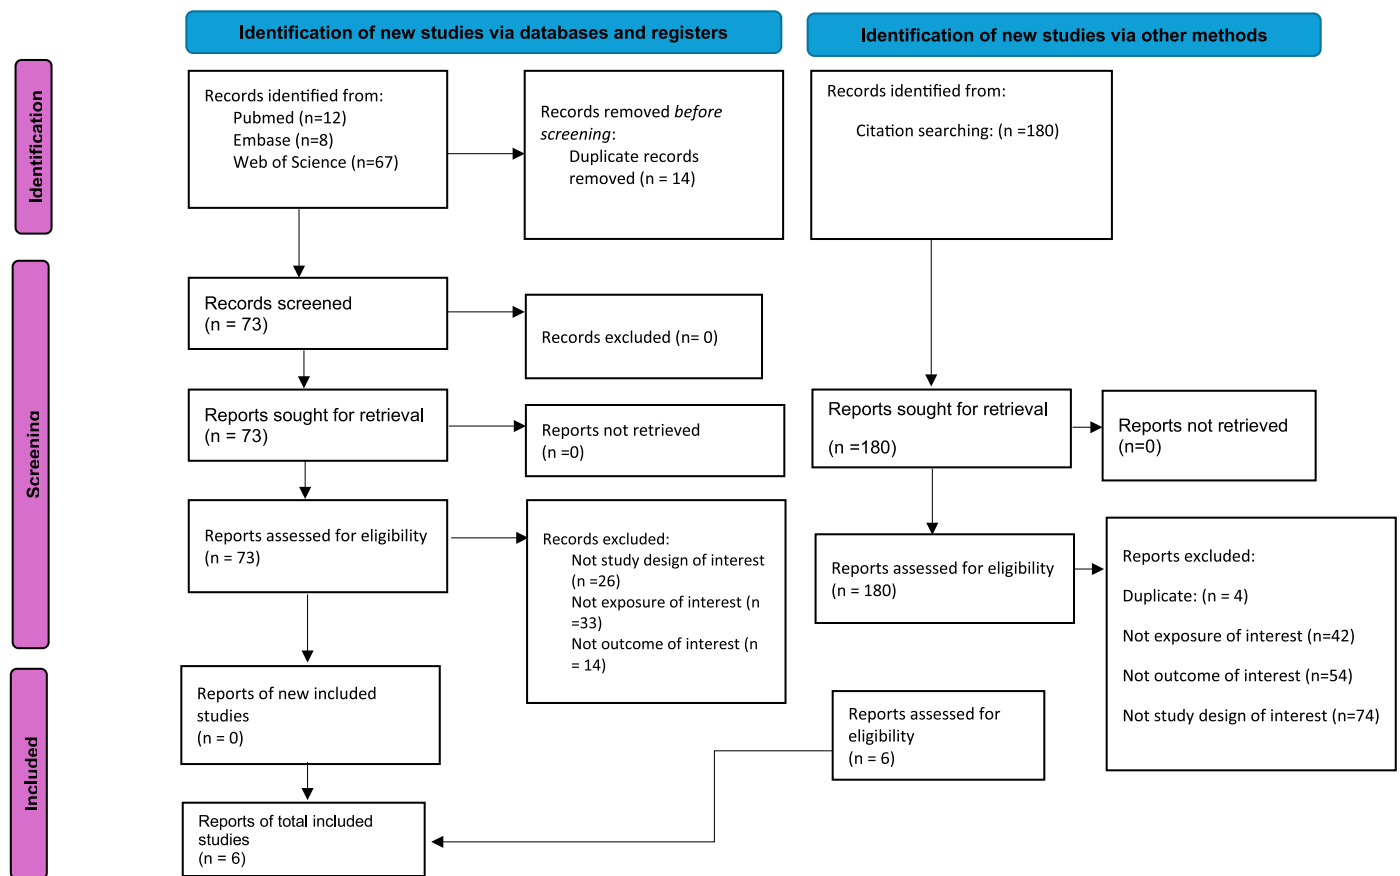 Identification of new studies via databases and registers
Identification of new studies via other methods
Identification
Records identified from:
Pubmed (n=12)
Embase (n=8)
Web of Science (n=67)
Records removed before
screening:
Duplicate records
removed (n = 14)
Records identified from:
Citation searching: (n =180)
Screening
Records screened
(n = 73)
Records excluded (n= 0)
Reports sought for retrieval
(n = 73)
Reports not retrieved
(n =0)
Reports sought for retrieval
(n =180)
Reports not retrieved
(n=0)
Reports assessed for eligibility
(n = 73)
Records excluded:
Not study design of interest
(n =26)
Not exposure of interest (n
=33)
Not outcome of interest (n
= 14)
Reports assessed for eligibility
(n = 180)
Reports excluded:
Duplicate: (n = 4)
Not exposure of interest (n=42)
Not outcome of interest (n=54)
Not study design of interest (n=74)
Included
Reports of new included
studies
(n = 0)
Reports assessed for
eligibility
(n = 6)
Reports of total included
studies
(n = 6)